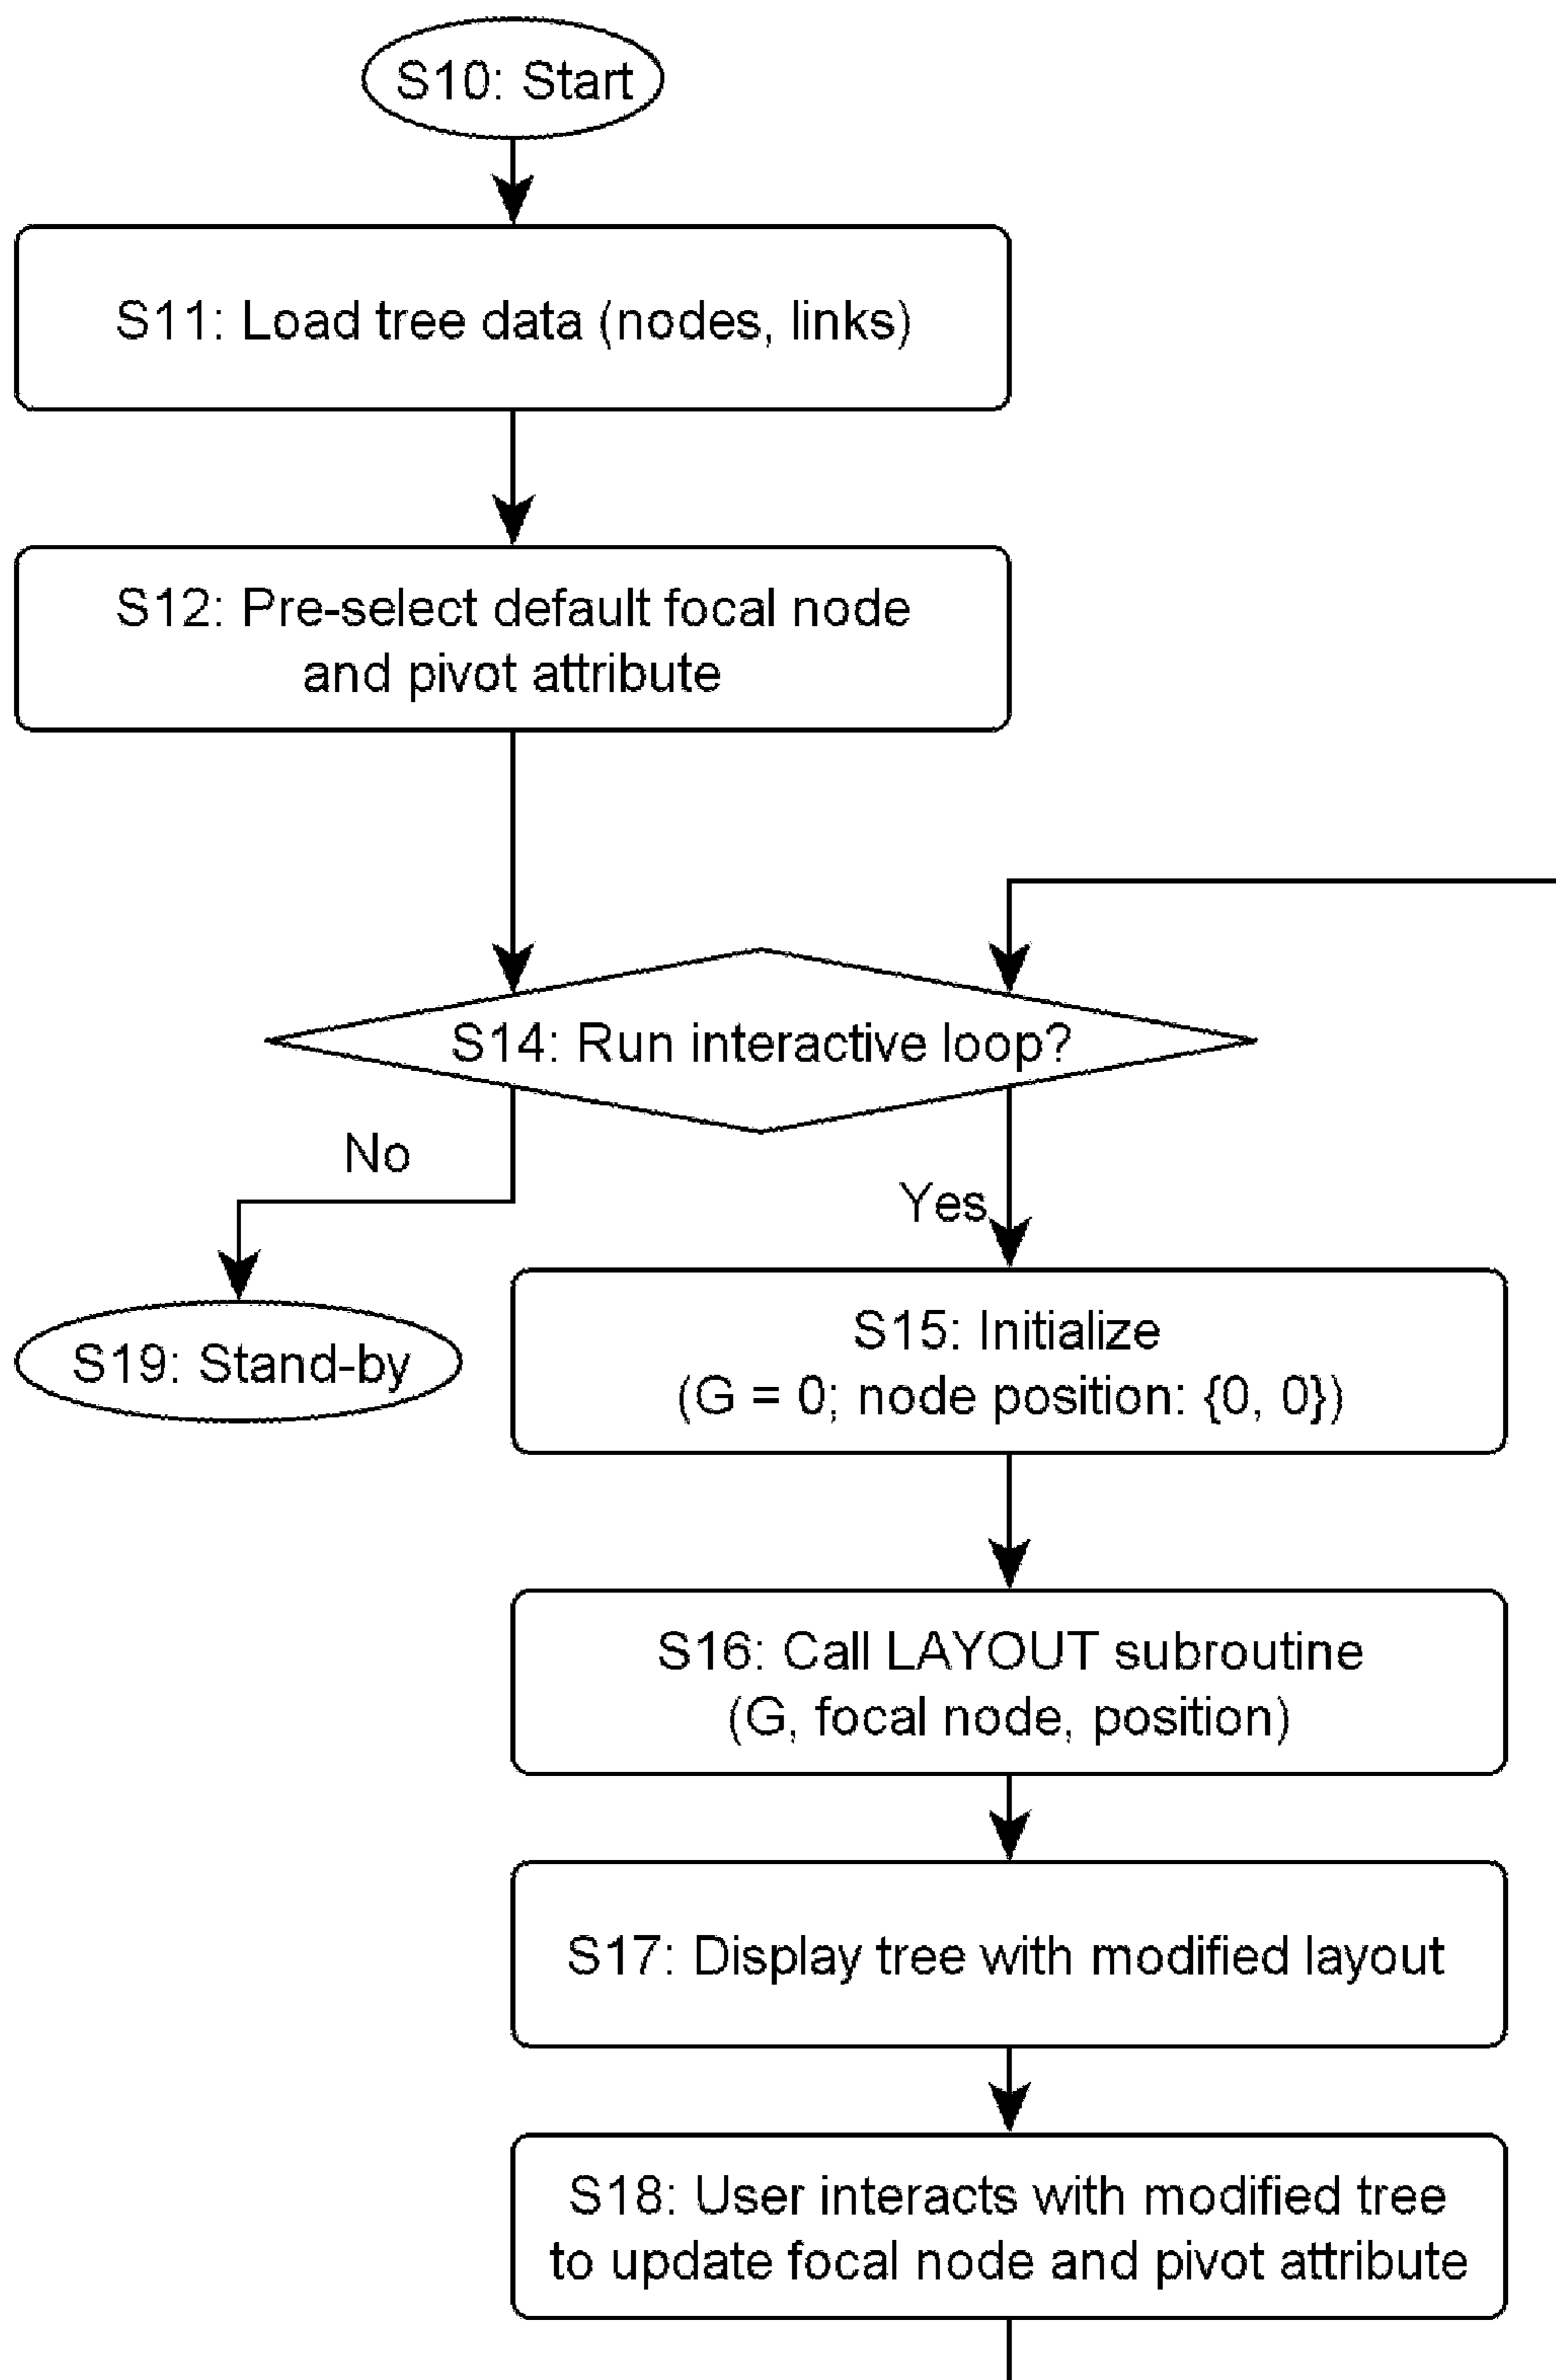 S10: Start
S11: Load tree data (nodes, links)
S12: Pre-select default focal node
and pivot attribute
S14: Run interactive loop?
No
Yes
S15: Initialize
(G = 0; node position: {0, 0})
S19: Stand-by
S16: Call LAYOUT subroutine
(G, focal node, position)
S17: Display tree with modified layout
S18: User interacts with modified tree
to update focal node and pivot attribute